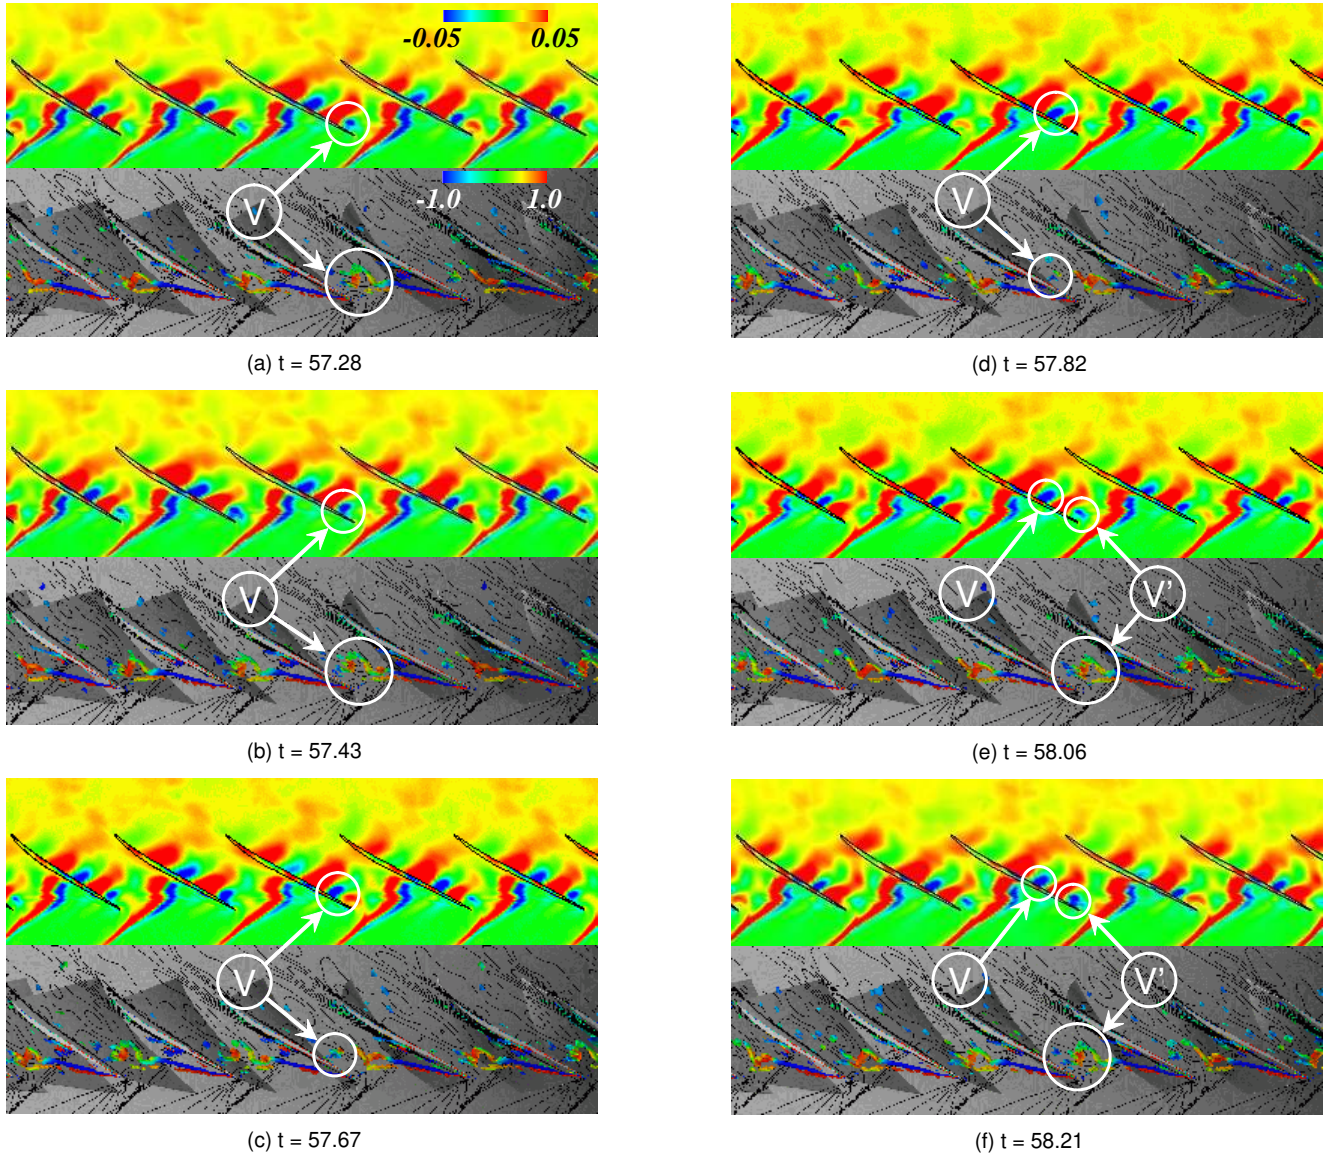 -0.05 0.05
V
-1.0 1.0
(a) t = 57.28
V
(d) t = 57.82
V
(b) t = 57.43
V V'
(e) t = 58.06
V
(c) t = 57.67
V V'
(f) t = 58.21